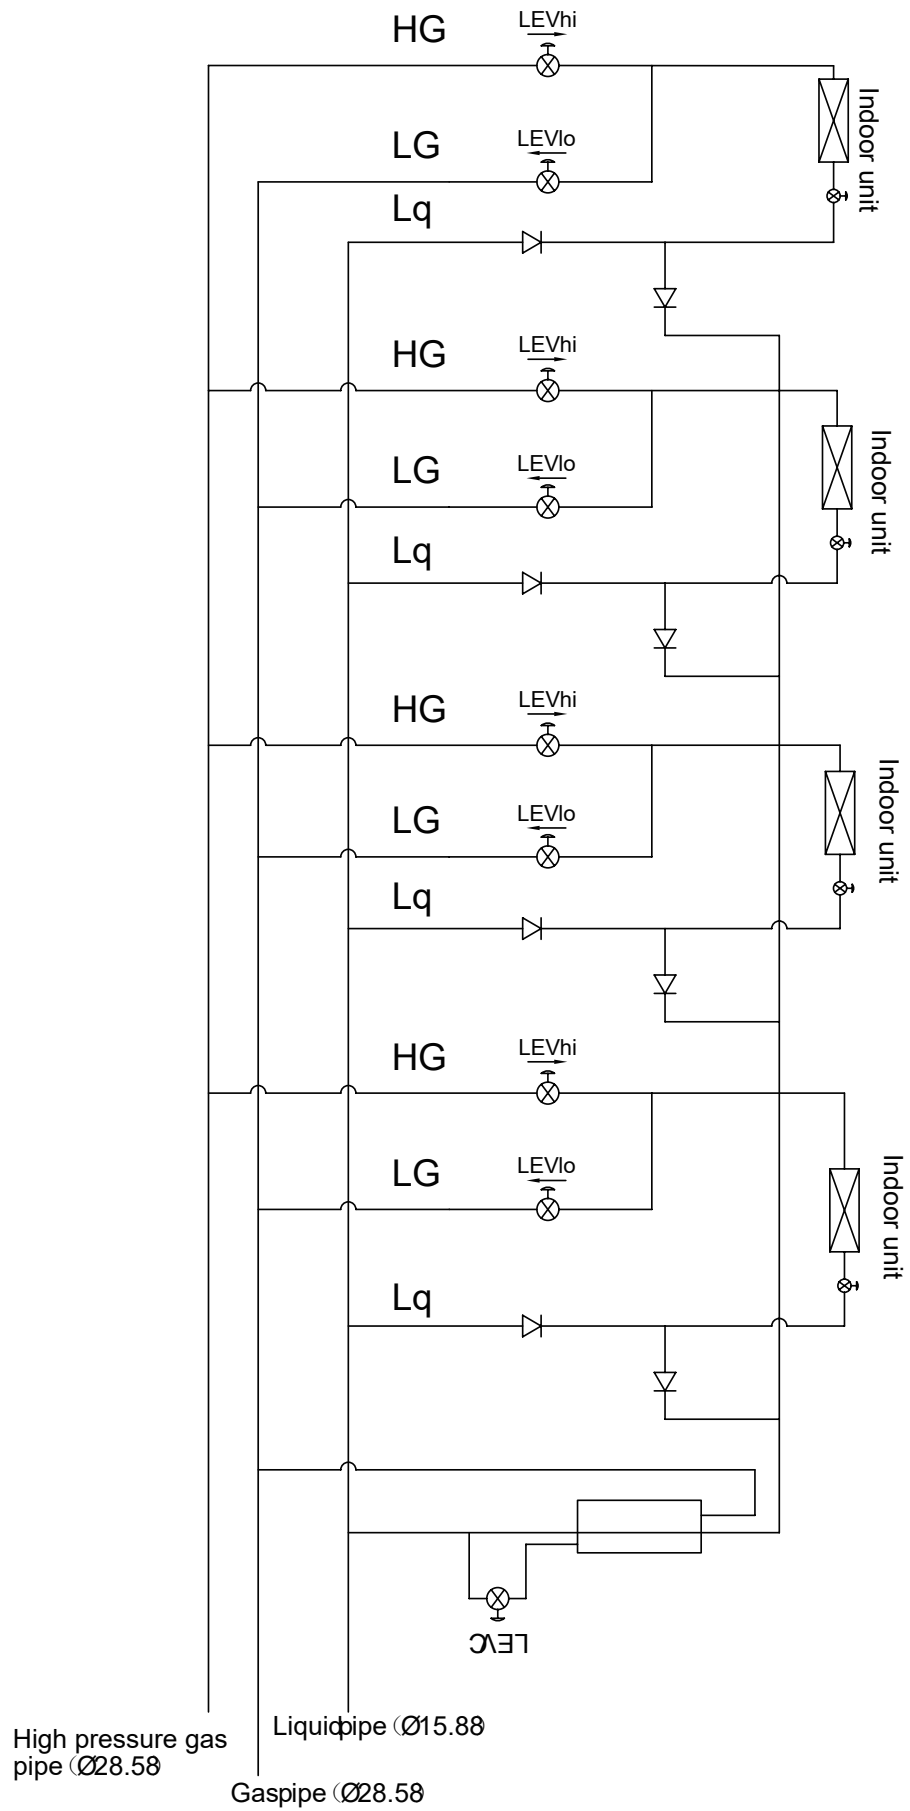 HG
LEVhi
Indoor unit
LG
LEVlo
Lq
HG
LEVhi
Indoor unit
LG
LEVlo
Lq
HG
LEVhi
Indoor unit
LG
LEVlo
Lq
HG
LEVhi
Indoor unit
LG
LEVlo
Lq
LEVC
Liquidpipe（Ø15.88）
High pressure gas
pipe（Ø28.58）
Gaspipe（Ø28.58）